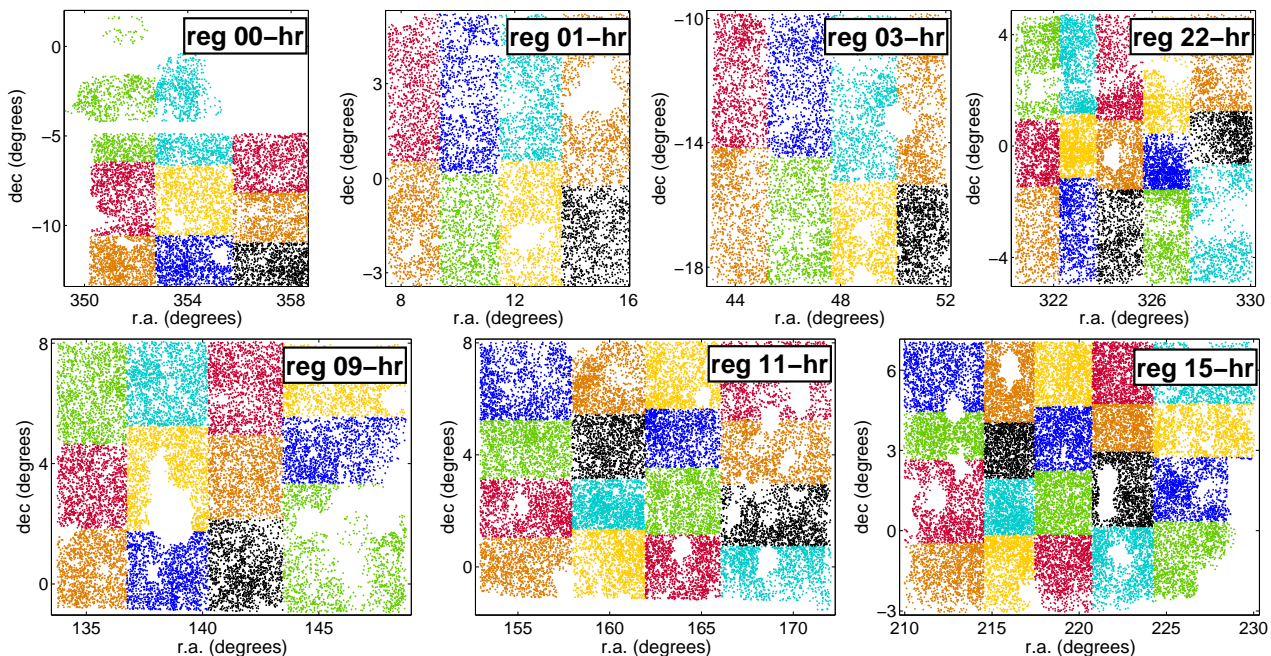 reg 00−hr
dec (degrees)
0
−5
−10
350
354
358
r.a. (degrees)
reg 01−hr
dec (degrees)
3
0
−3
8
12
16
r.a. (degrees)
reg 03−hr
dec (degrees)
−10
−14
−18
44
48
52
r.a. (degrees)
reg 22−hr
dec (degrees)
4
0
−4
322
326
330
r.a. (degrees)
reg 09−hr
dec (degrees)
8
4
0
135
140
145
r.a. (degrees)
reg 11−hr
dec (degrees)
8
4
0
155
160
165
170
r.a. (degrees)
reg 15−hr
dec (degrees)
6
3
0
−3
210
215
220
225
230
r.a. (degrees)